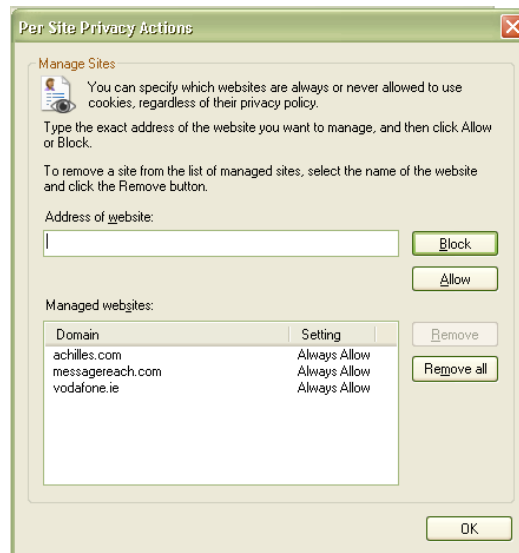 Per Site Privacy Actions
Manage Sites
You can specify which websites are always or never allowed to use
cookies, regardless of their privacy policy.
Type the exact address of the website you want to manage, and then click Allow
or Block.
To remove a site from the list of managed sites, select the name of the website
and click the Remove button.
Address of website:
Block
Allow
Managed websites:
Domain Setting
Remove
achilles.com Always Allow
messagereach.com Always Allow
Remove all
vodafone.ie Always Allow
OK